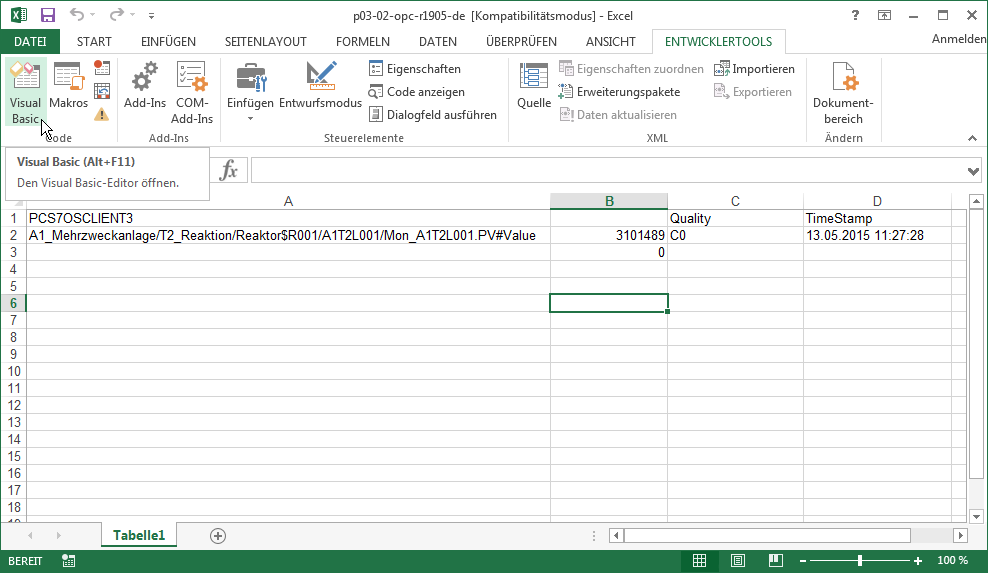 p03-02-opc-r1905-de [Kompatibilitätsmodus] - Excel
DATEI START EINFÜGEN SEITENLAYOUT FORMELN DATEN ÜBERPRÜFEN ANSICHT ENTWICKLERTOOLS Anmelden
Visual Basic
Makros
Code
Add-Ins
COM-Add-Ins
Add-Ins
Einfügen
Entwurfsmodus
Eigenschaften
Code anzeigen
Dialogfeld ausführen
Steuerelemente
Quelle
Eigenschaften zuordnen
Erweiterungspakete
Daten aktualisieren
Importieren
Exportieren
XML
Dokument-
bereich
Ändern
Visual Basic (Alt+F11)
Den Visual Basic-Editor öffnen.
fx
A B C D
1 PCS7OSCLIENT3 Quality TimeStamp
2 A1_Mehrzweckanlage/T2_Reaktion/Reaktor$R001/A1T2L001/Mon_A1T2L001.PV#Value 3101489 C0 13.05.2015 11:27:28
3 0
4
5
6
7
8
9
10
11
12
13
14
15
16
17
18
Tabelle1
BEREIT 100 %